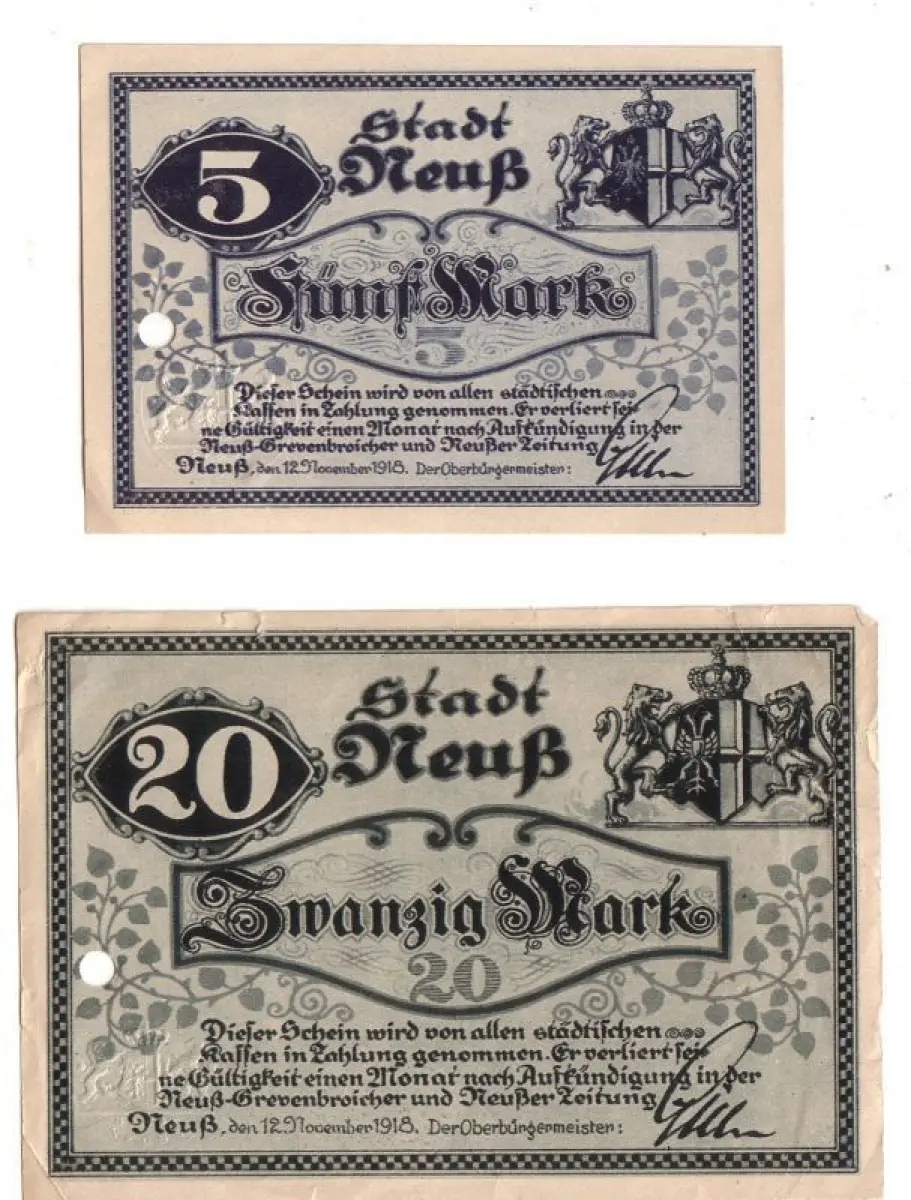 Stadt
Neuß
5
Fünf Mark
5
Dieser Schein wird von allen städtischen
Kassen in Zahlung genommen. Er verliert sei-
ne Gültigkeit einen Monat nach Aufkündigung in der
Neuß-Grevenbroicher und Neußer Zeitung
Neuß, den 12. November 1918. Der Oberbürgermeister:
Stadt
Neuß
20
Zwanzig Mark
20
Dieser Schein wird von allen städtischen
Kassen in Zahlung genommen. Er verliert sei-
ne Gültigkeit einen Monat nach Aufkündigung in der
Neuß-Grevenbroicher und Neußer Zeitung
Neuß, den 12. November 1918. Der Oberbürgermeister: